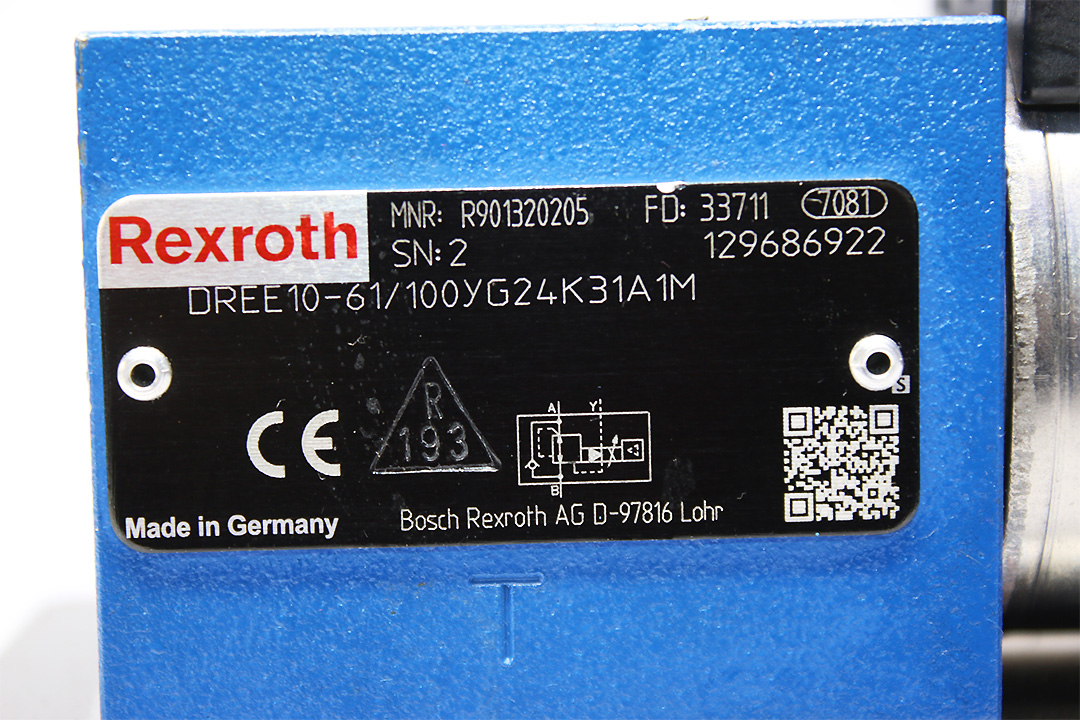 Rexroth
MNR: R901320205 FD: 33711 7081
SN: 2 129686922
DREE10-61/100YG24K31A1M
R
193
CE
A Y
B
S
Made in Germany
Bosch Rexroth AG D-97816 Lohr
T